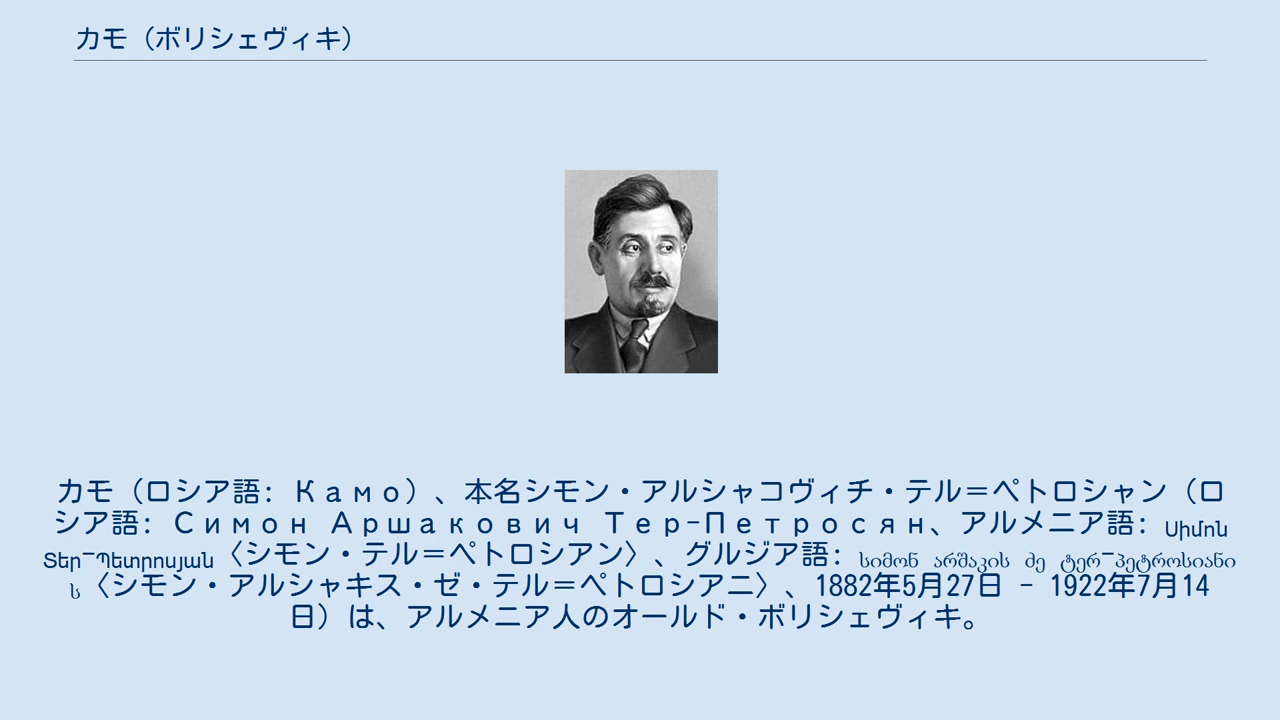 カモ（ボリシェヴィキ）
カモ（ロシア語: Камо）、本名シモン・アルシャコヴィチ・テル＝ペトロシャン（ロ
シア語: Симон Аршакович Тер-Петросян、アルメニア語: Սիմոն
Տեր-Պետրոսյան〈シモン・テル＝ペトロシアン〉、グルジア語: სიმონ არშაკის ძე ტერ-პეტროსიანი
ს〈シモン・アルシャキス・ゼ・テル＝ペトロシアニ〉、1882年5月27日 - 1922年7月14
日）は、アルメニア人のオールド・ボリシェヴィキ。